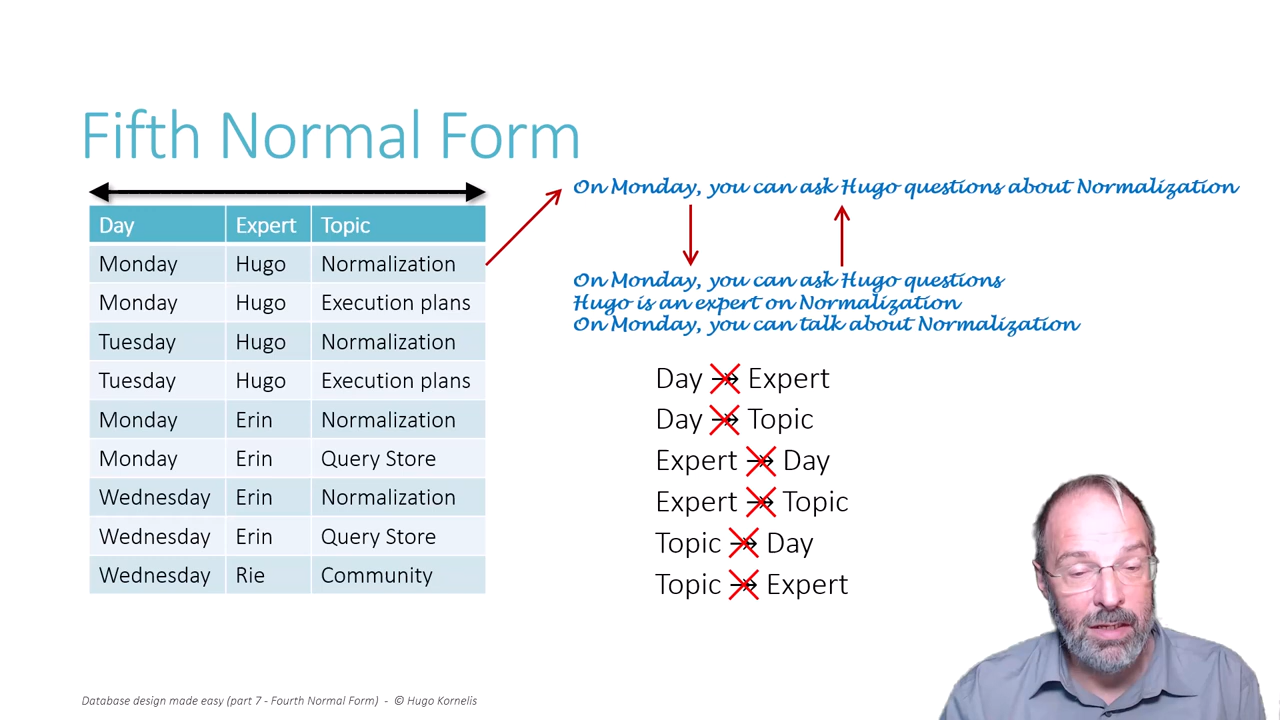 Fifth Normal Form
On Monday, you can ask Hugo questions about Normalization
Day Expert Topic
Monday Hugo Normalization
Monday Hugo Execution plans
Tuesday Hugo Normalization
Tuesday Hugo Execution plans
Monday Erin Normalization
Monday Erin Query Store
Wednesday Erin Normalization
Wednesday Erin Query Store
Wednesday Rie Community
On Monday, you can ask Hugo questions
Hugo is an expert on Normalization
On Monday, you can talk about Normalization
Day ↠ Expert
Day ↠ Topic
Expert ↠ Day
Expert ↠ Topic
Topic ↠ Day
Topic ↠ Expert
Database design made easy (part 7 - Fourth Normal Form) - © Hugo Kornelis